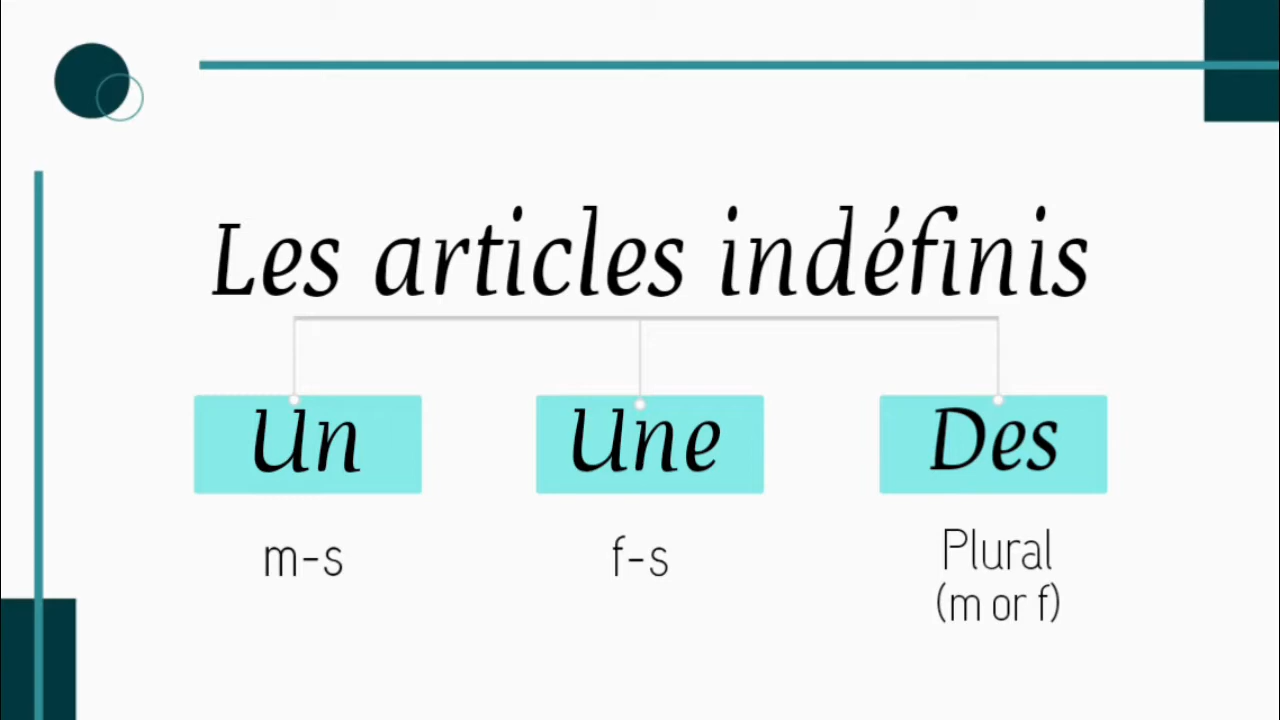 Les articles indéfinis
Un Une Des
m-s f-s Plural
(m or f)